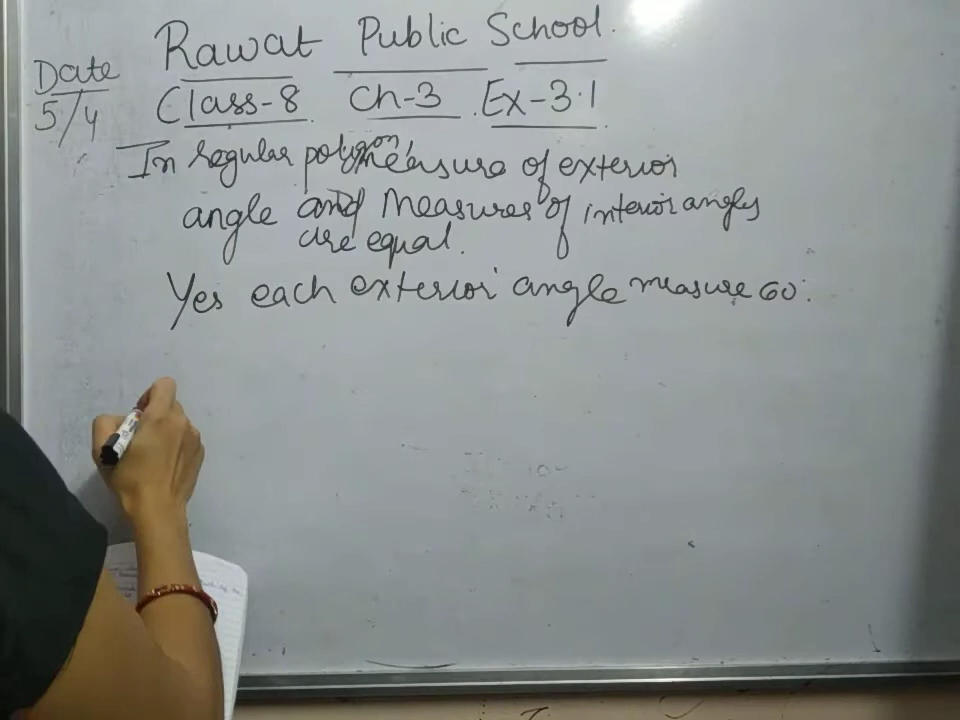 Rawat Public School.
Date
5/4
Class-8 Ch-3 Ex-3.1
In regular polygon, measure of exterior
angle and measures of interior angles
are equal.
Yes each exterior angle measure 60.